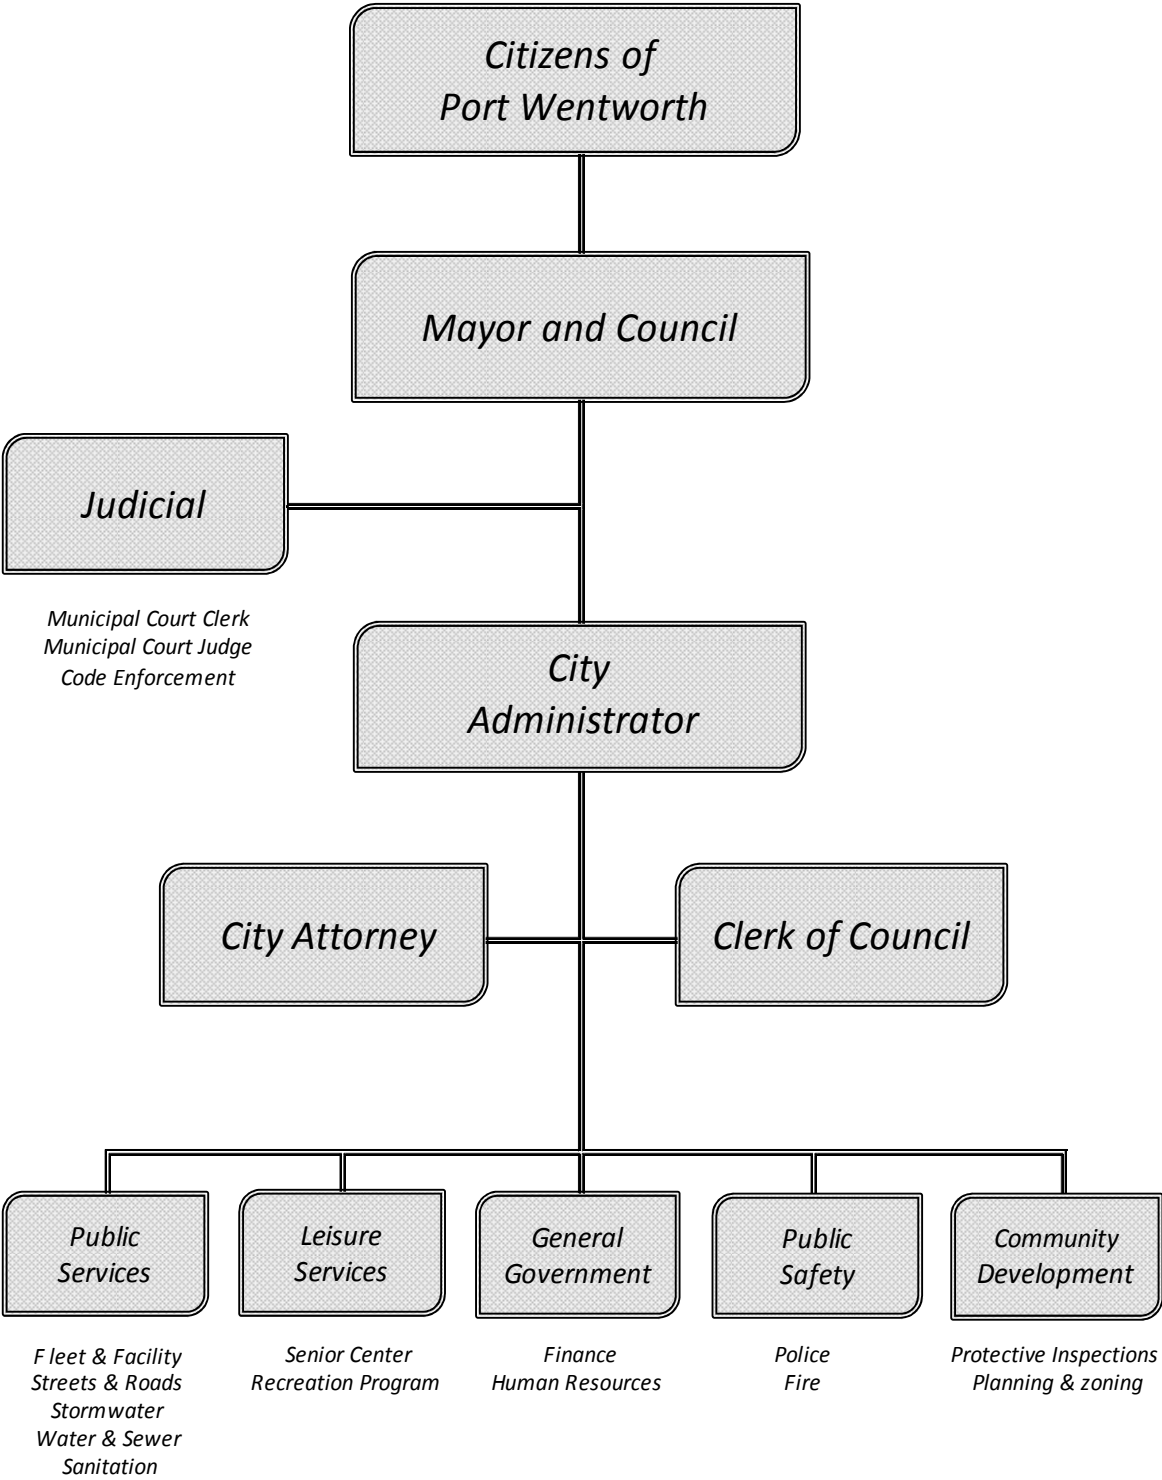 Citizens of
Port Wentworth
Mayor and Council
Judicial
Municipal Court Clerk
Municipal Court Judge
Code Enforcement
City
Administrator
City Attorney
Clerk of Council
Public
Services
Fleet & Facility
Streets & Roads
Stormwater
Water & Sewer
Sanitation
Leisure
Services
Senior Center
Recreation Program
General
Government
Finance
Human Resources
Public
Safety
Police
Fire
Community
Development
Protective Inspections
Planning & zoning